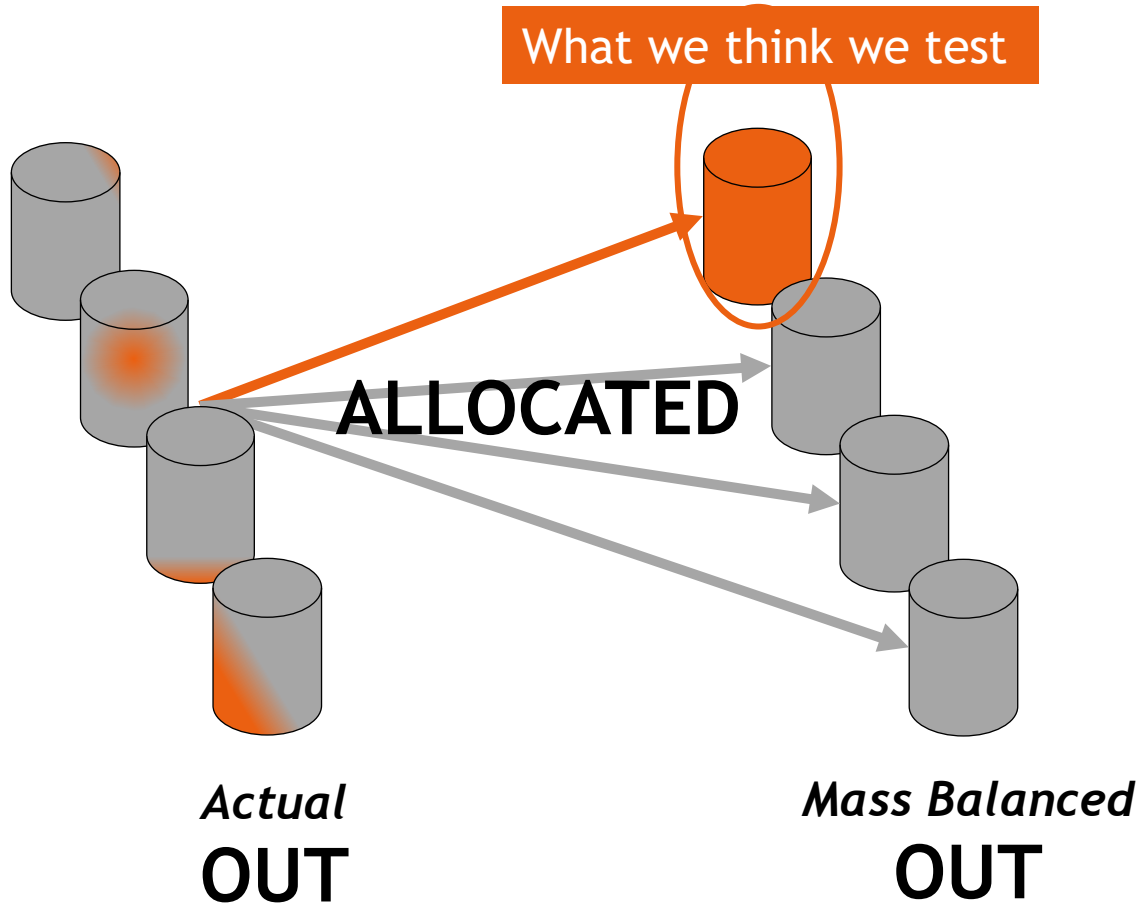 What we think we test
ALLOCATED
Actual
OUT
Mass Balanced
OUT